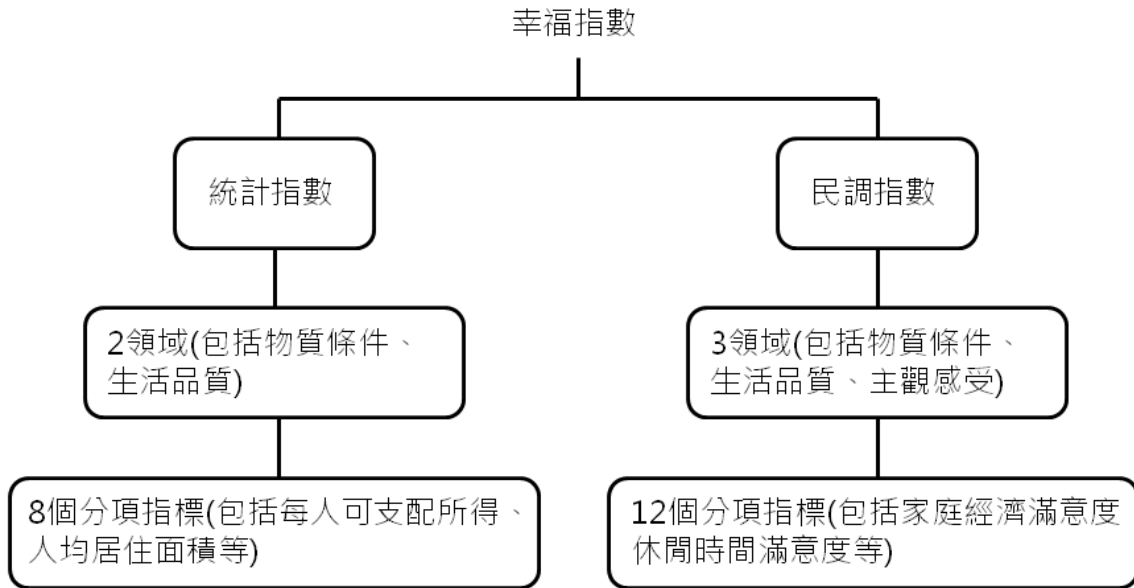 幸福指數
統計指數
民調指數
2領域(包括物質條件、
生活品質)
3領域(包括物質條件、
生活品質、主觀感受)
8個分項指標(包括每人可支配所得、
人均居住面積等)
12個分項指標(包括家庭經濟滿意度
休閒時間滿意度等)